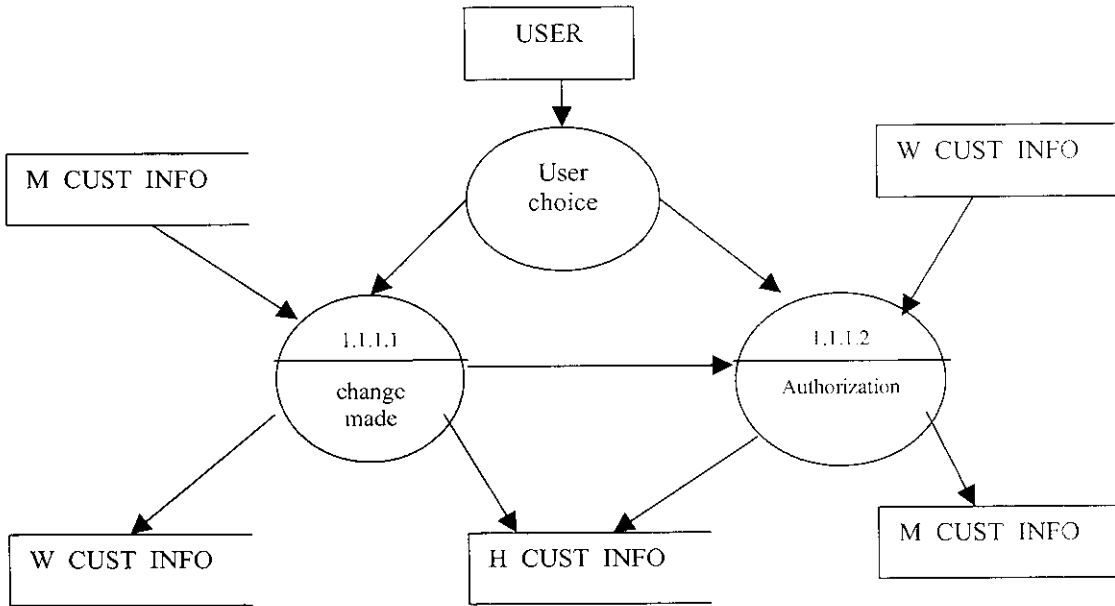 USER
W CUST INFO
M CUST INFO
User
choice
1.1.1.1
change
made
1.1.1.2
Authorization
W CUST INFO
H CUST INFO
M CUST INFO